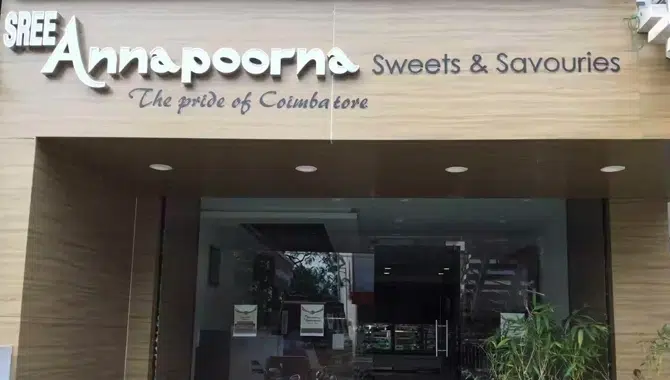 SREE Annapoorna Sweets & Savouries
The pride of Coimbatore